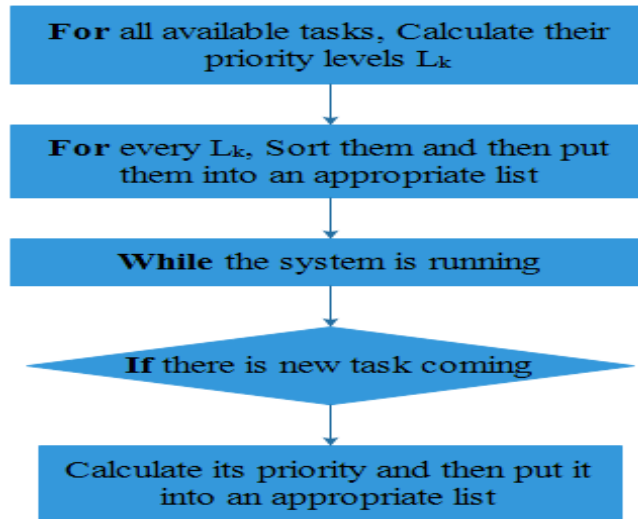 For all available tasks, Calculate their
priority levels Lₖ
For every Lₖ, Sort them and then put
them into an appropriate list
While the system is running
If there is new task coming
Calculate its priority and then put it
into an appropriate list